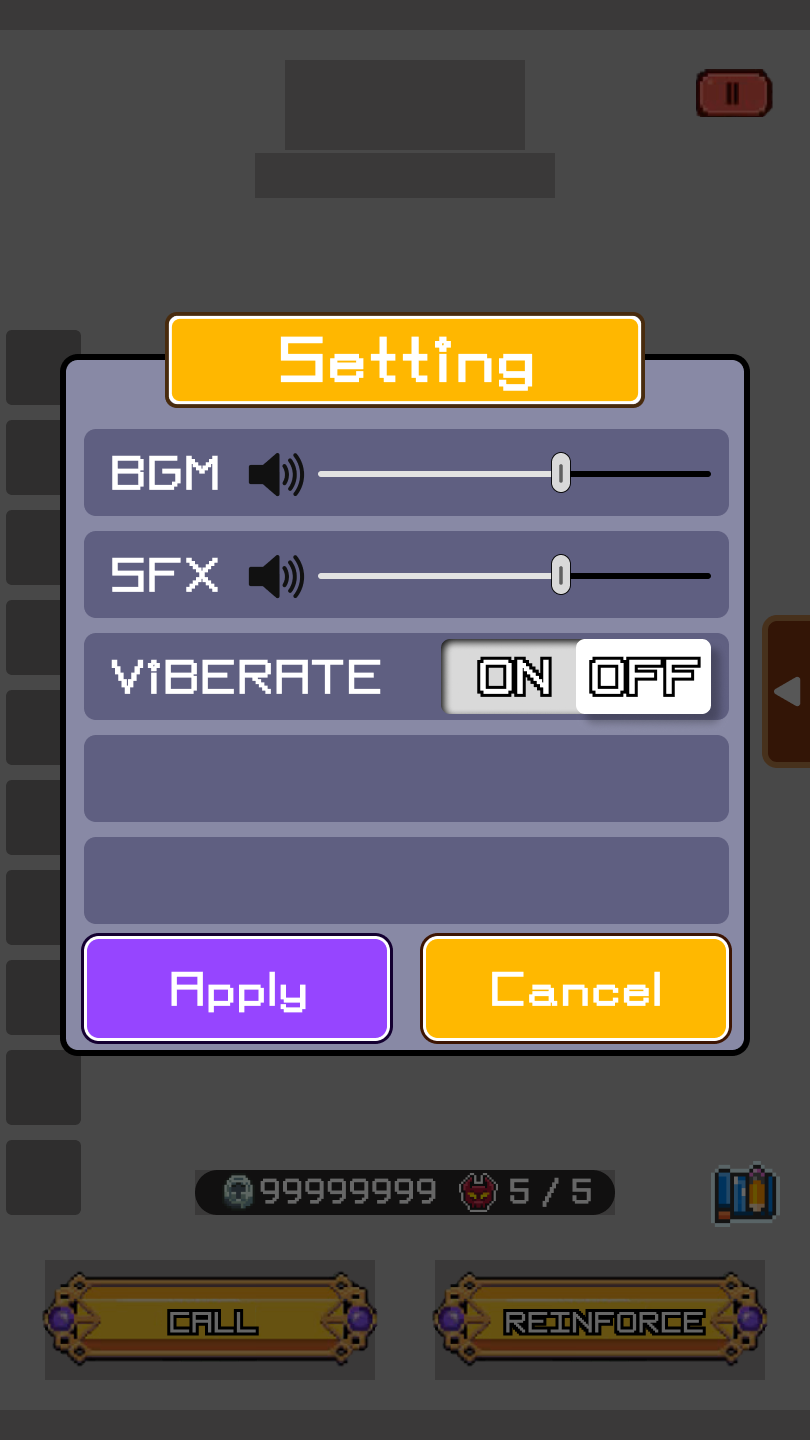 Setting
BGM
SFX
ViBERATE ON OFF
Apply Cancel
99999999 5 / 5
CALL REINFORCE